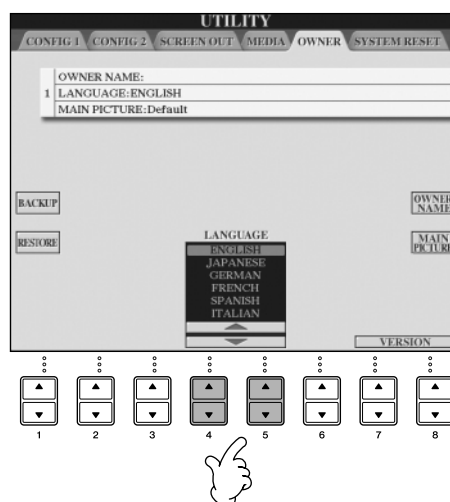 UTILITY
CONFIG 1 CONFIG 2 SCREEN OUT MEDIA OWNER SYSTEM RESET
OWNER NAME:
1 LANGUAGE:ENGLISH
MAIN PICTURE:Default
BACKUP
OWNER
NAME
RESTORE
MAIN
PICTURE
LANGUAGE
ENGLISH
JAPANESE
GERMAN
FRENCH
SPANISH
ITALIAN
VERSION
1 2 3 4 5 6 7 8